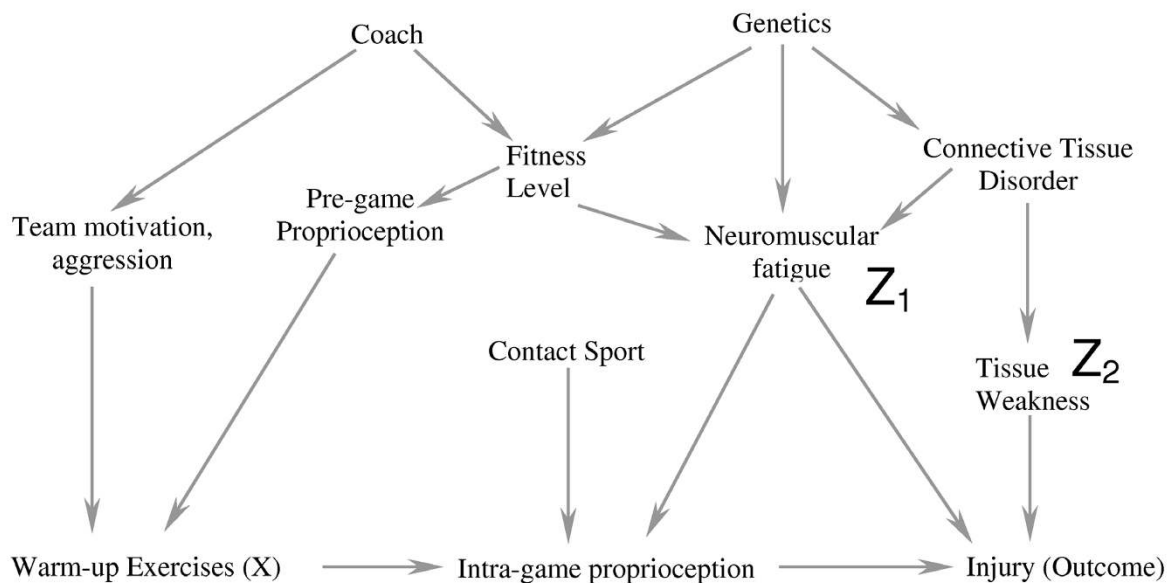 Coach
Genetics
Fitness
Level
Connective Tissue
Disorder
Pre-game
Proprioception
Team motivation,
aggression
Neuromuscular
fatigue
Z1
Contact Sport
Tissue
Weakness
Z2
Warm-up Exercises (X)
Intra-game proprioception
Injury (Outcome)